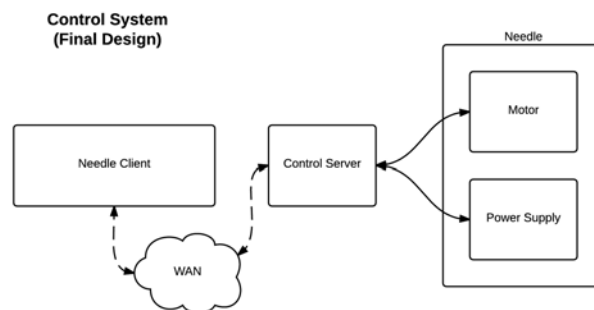 Control System
(Final Design)
Needle
Motor
Needle Client
Control Server
Power Supply
WAN